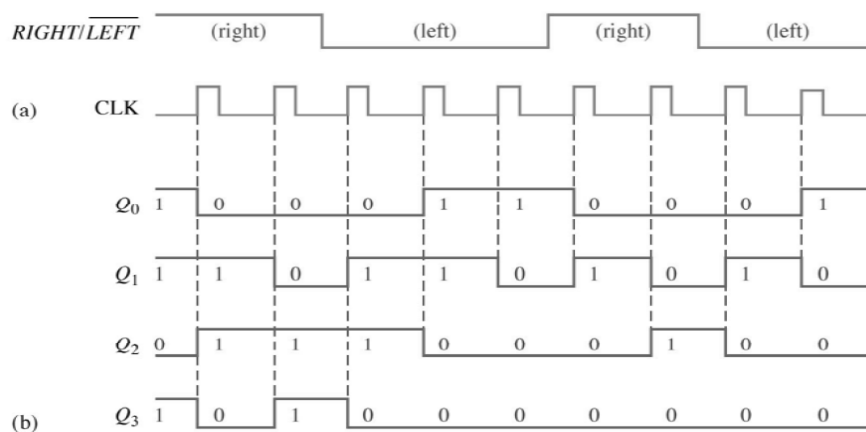 RIGHT/LEFT (right) (left) (right) (left)
(a) CLK
Q0 1 0 0 0 1 1 0 0 0 1
Q1 1 1 0 1 1 0 1 0 1 0
Q2 0 1 1 1 0 0 0 1 0 0
(b) Q3 1 0 1 0 0 0 0 0 0 0